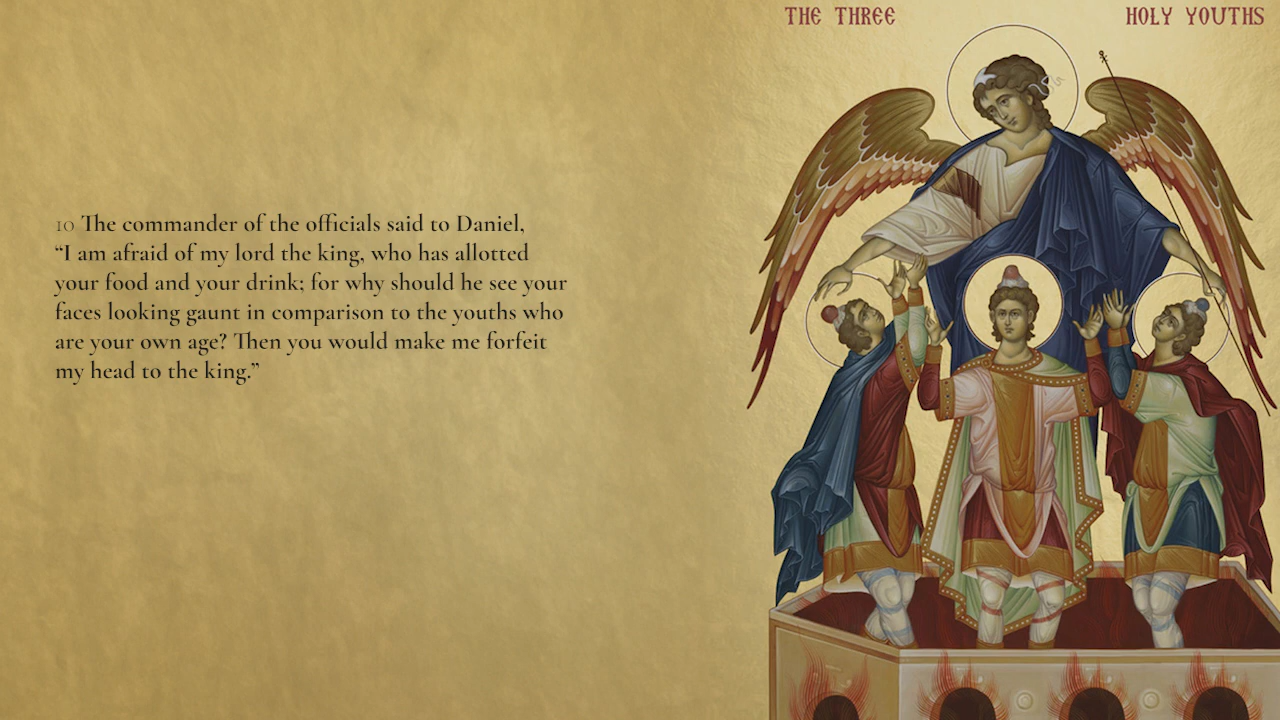 THE THREE HOLY YOUTHS
10 The commander of the officials said to Daniel,
“I am afraid of my lord the king, who has allotted
your food and your drink; for why should he see your
faces looking gaunt in comparison to the youths who
are your own age? Then you would make me forfeit
my head to the king.”